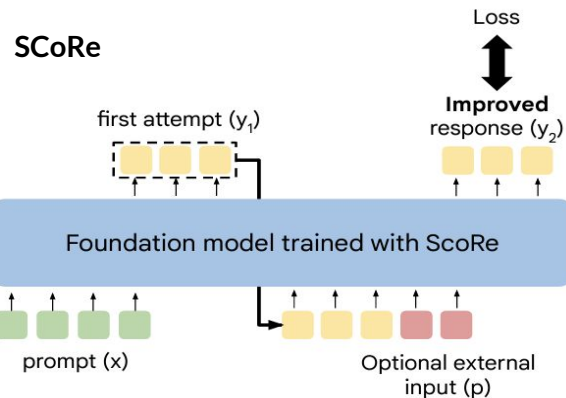 SCoRe
Loss
Improved
response (y₂)
first attempt (y₁)
Foundation model trained with ScoRe
prompt (x)
Optional external
input (p)